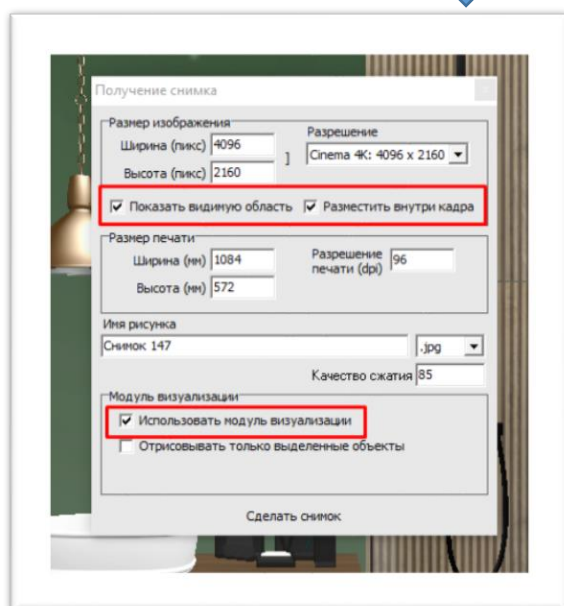 Получение снимка
Размер изображения
Ширина (пикс) 4096
Разрешение
Cinema 4K: 4096 x 2160
Высота (пикс) 2160
Показать видимую область Разместить внутри кадра
Размер печати
Ширина (мм) 1084
Разрешение печати (dpi) 96
Высота (мм) 572
Имя рисунка
Снимок 147 .jpg
Качество сжатия 85
Модуль визуализации
Использовать модуль визуализации
Отрисовывать только выделенные объекты
Сделать снимок